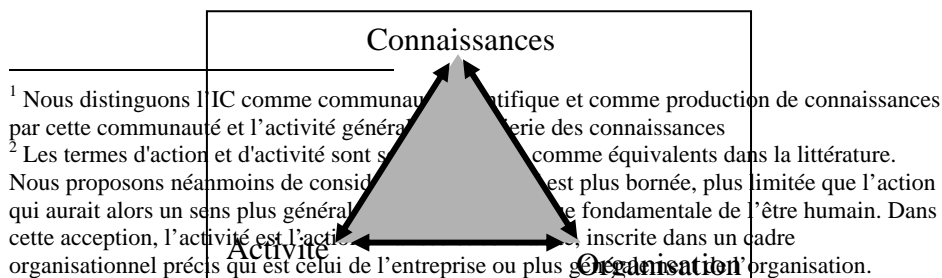 Connaissances
1 Nous distinguons l'IC comme communau tifique et comme production de connaissances
par cette communauté et l'activité général erie des connaissances
2 Les termes d'action et d'activité sont s comme équivalents dans la littérature.
Nous proposons néanmoins de consid est plus bornée, plus limitée que l'action
qui aurait alors un sens plus général e fondamentale de l'être humain. Dans
cette acception, l'activité est l'acti , inscrite dans un cadre
Activité
organisationnel précis qui est celui de l'entreprise ou plus généralement de l'organisation.
Organisation